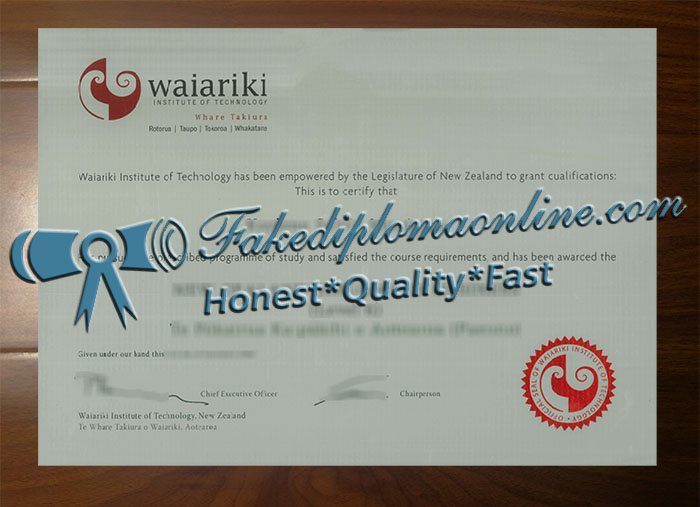 waiariki
INSTITUTE OF TECHNOLOGY
Whare Takiura
Rotorua | Taupo | Tokoroa | Whakatane
Waiariki Institute of Technology has been empowered by the Legislature of New Zealand to grant cualifications:
This is to certify that
Fakediplomaonline.com
programme of study and satisfied the course requirements and has been awarded the
Honest*Quality*Fast
Given under our hand this
Chief Executive Officer
Chairperson
Waiariki Institute of Technology, New Zealand
Te Whare Takiura o Waiariki, Aotearoa
OFFICIAL SEAL OF WAIARIKI INSTITUTE OF TECHNOLOGY